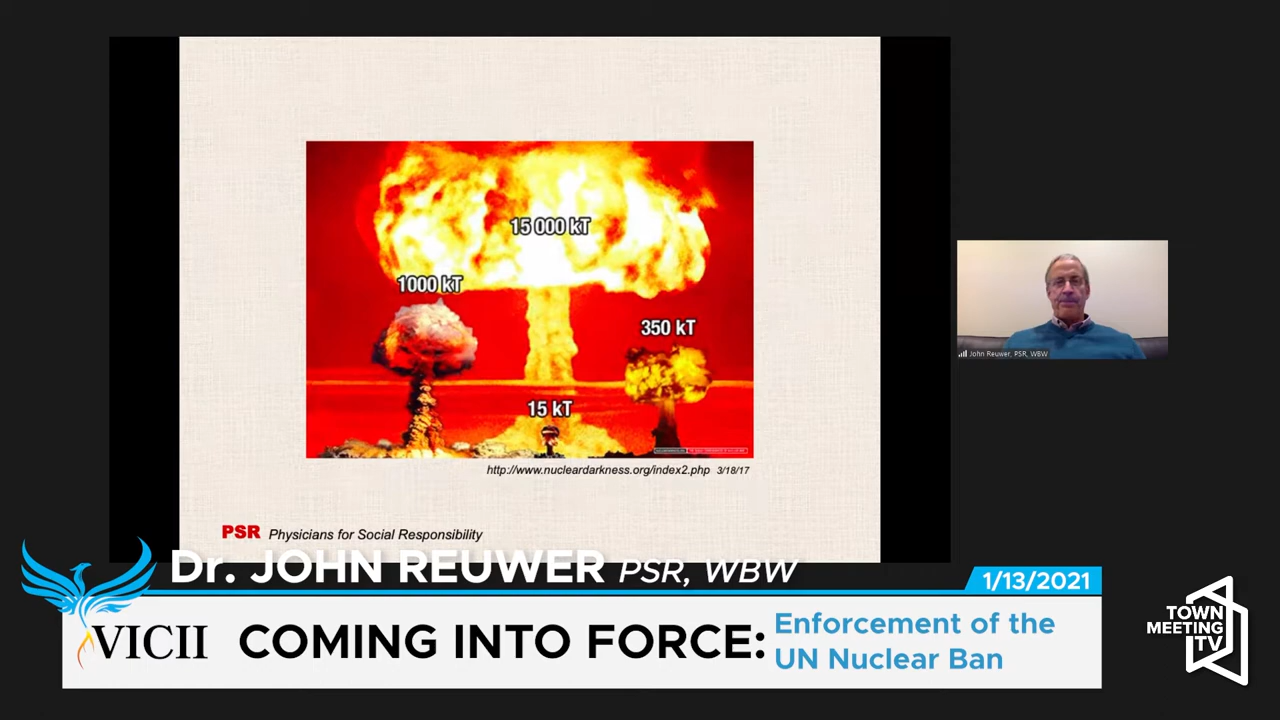 15 000 kT
1000 kT
350 kT
15 kT
http://www.nucleardarkness.org/index2.php 3/18/17
PSR Physicians for Social Responsibility
John Reuwer, PSR, WBW
Dr. JOHN REUWER PSR, WBW
1/13/2021
VICII
COMING INTO FORCE:
Enforcement of the
UN Nuclear Ban
TOWN
MEETING
TV